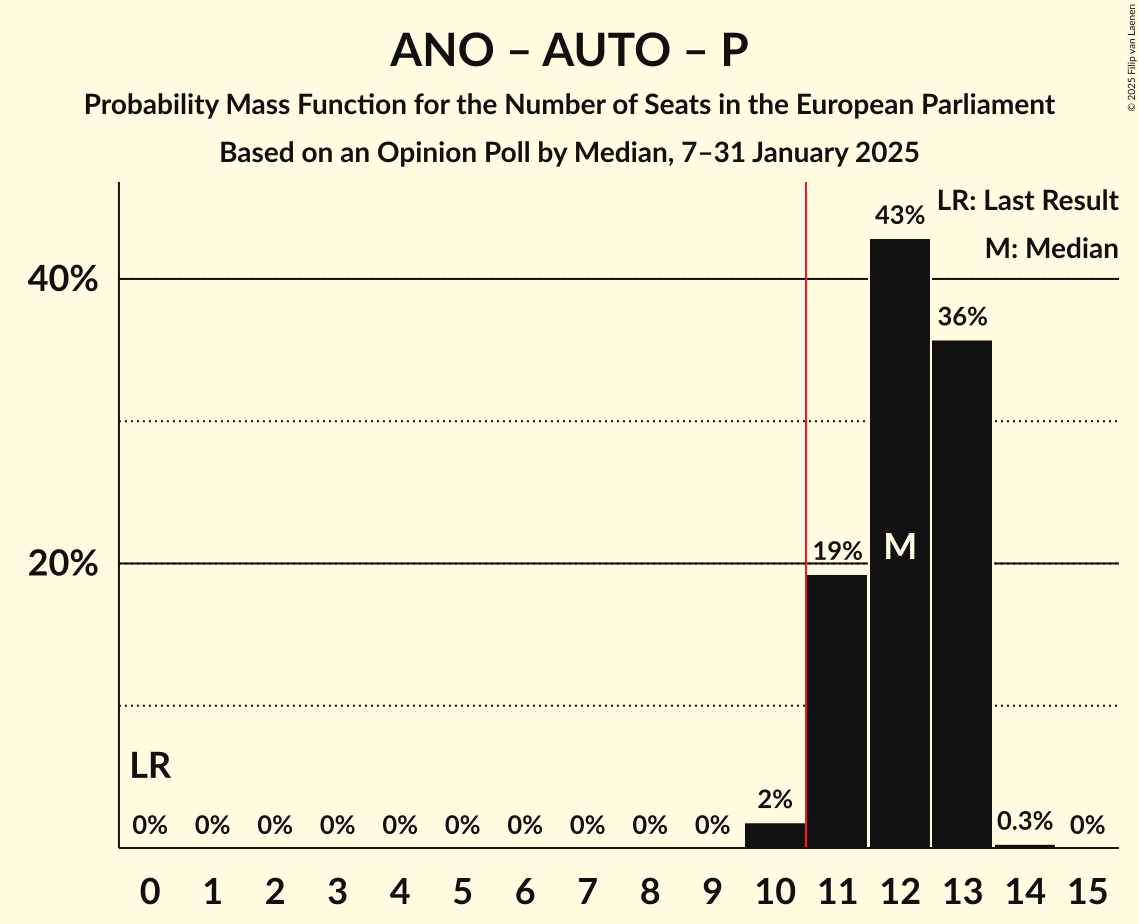 ANO – AUTO – P
Probability Mass Function for the Number of Seats in the European Parliament
Based on an Opinion Poll by Median, 7–31 January 2025
© 2025 Filip van Laenen
LR: Last Result
M: Median
40%
20%
LR
0% 0% 0% 0% 0% 0% 0% 0% 0% 0% 2% 19% 43% 36% 0.3% 0%
M
0 1 2 3 4 5 6 7 8 9 10 11 12 13 14 15